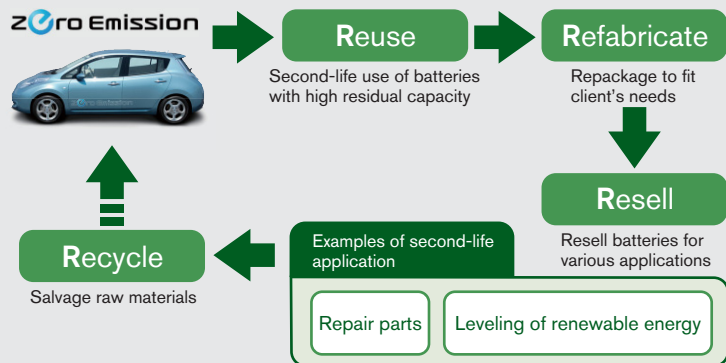 Zero Emission
Reuse
Second-life use of batteries
with high residual capacity
Refabricate
Repackage to fit
client's needs
Resell
Resell batteries for
various applications
Examples of second-life
application
Repair parts
Leveling of renewable energy
Recycle
Salvage raw materials
Zero Emission